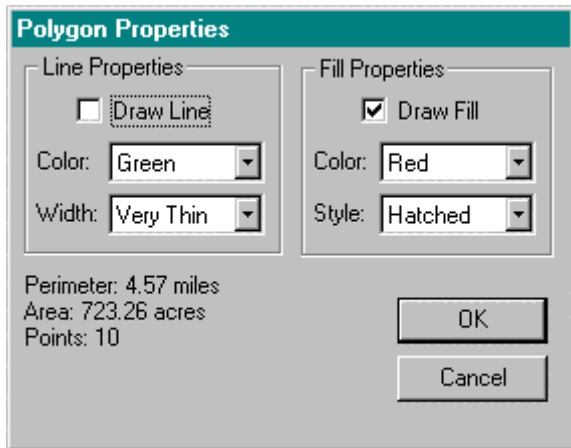 Polygon Properties
Line Properties
Draw Line
Color: Green
Width: Very Thin
Fill Properties
Draw Fill
Color: Red
Style: Hatched
Perimeter: 4.57 miles
Area: 723.26 acres
Points: 10
OK
Cancel